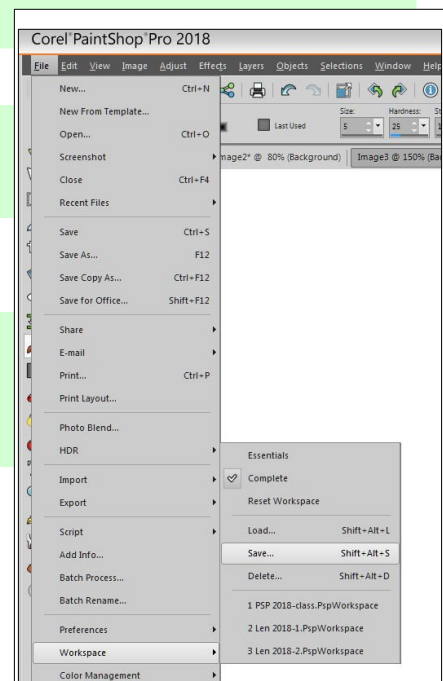 Corel®PaintShop®Pro 2018
File Edit View Image Adjust Effects Layers Objects Selections Window Help
New... Ctrl+N
New From Template...
Size: Hardness: St
Open... Ctrl+O
Last Used 5 25 1
Screenshot
mage2* @ 80% (Background) Image3 @ 150% (Ba
Close Ctrl+F4
Recent Files
Save Ctrl+S
Save As... F12
Save Copy As... Ctrl+F12
Save for Office... Shift+F12
Share
E-mail
Print... Ctrl+P
Print Layout...
Photo Blend...
HDR
Essentials
Import
Complete
Export
Reset Workspace
Script
Load... Shift+Alt+L
Add Info...
Save... Shift+Alt+S
Batch Process...
Delete... Shift+Alt+D
Batch Rename...
1 PSP 2018-class.PspWorkspace
Preferences
2 Len 2018-1.PspWorkspace
Workspace
3 Len 2018-2.PspWorkspace
Color Management